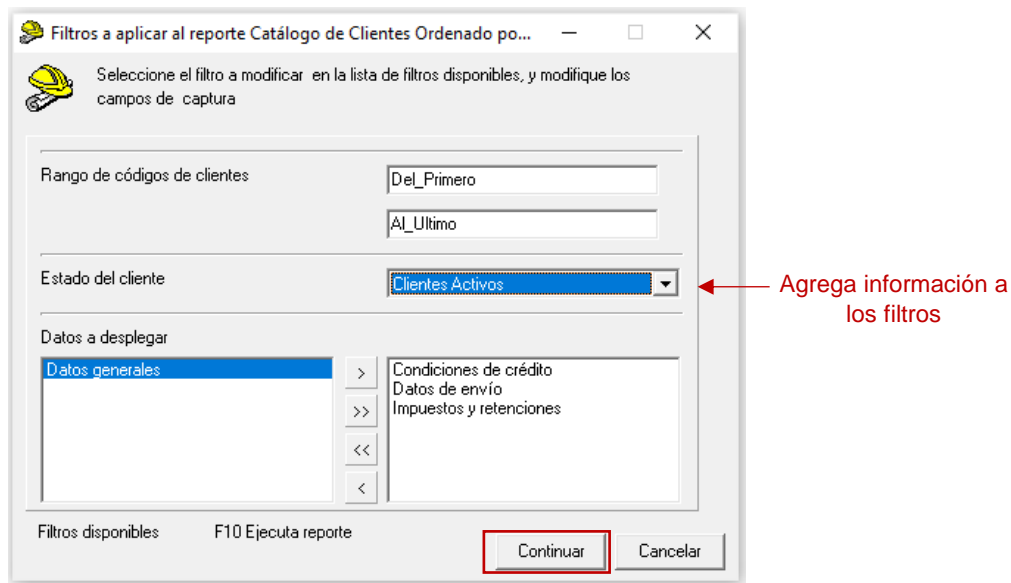 Filtros a aplicar al reporte Catálogo de Clientes Ordenado po...
Seleccione el filtro a modificar en la lista de filtros disponibles, y modifique los
campos de captura
Rango de códigos de clientes
Del_Primero
Al_Ultimo
Estado del cliente
Clientes Activos
Agrega información a
los filtros
Datos a desplegar
Datos generales
>
>>
<<
<
Condiciones de crédito
Datos de envío
Impuestos y retenciones
Filtros disponibles
F10 Ejecuta reporte
Continuar
Cancelar